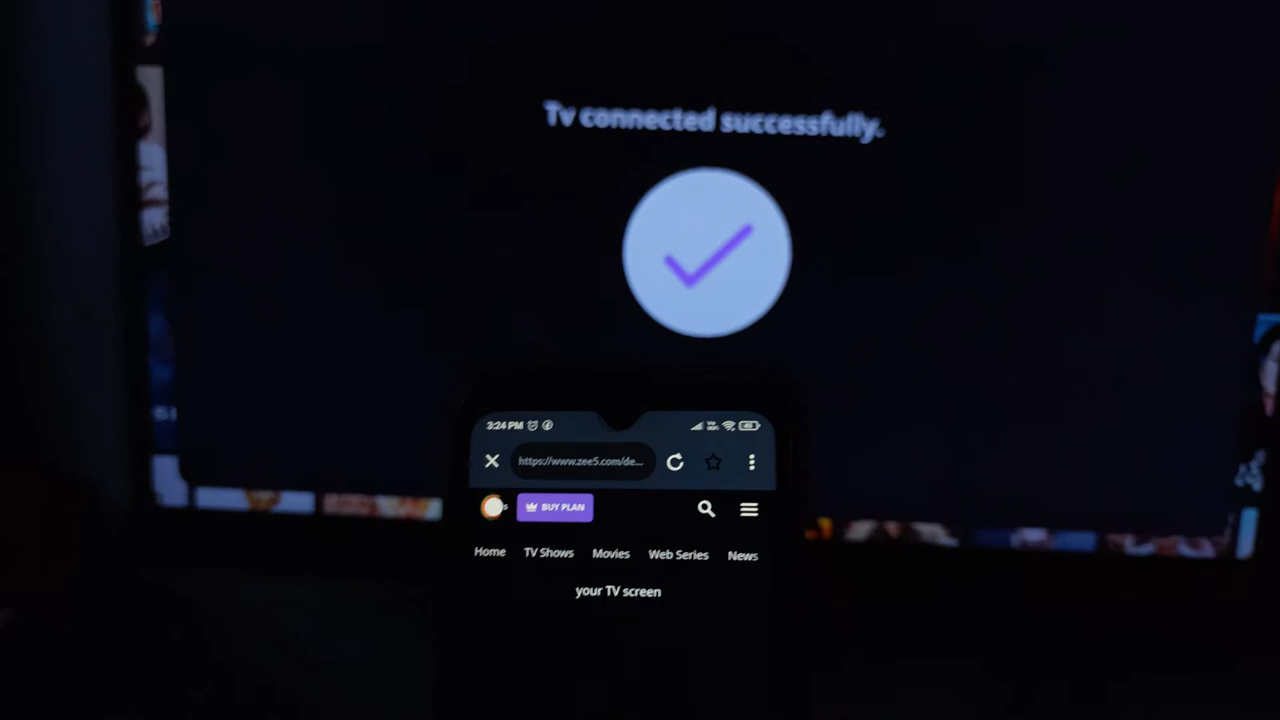 Tv connected successfully.
3:24 PM
https://www.zee5.com/de...
BUY PLAN
Home TV Shows Movies Web Series News
your TV screen